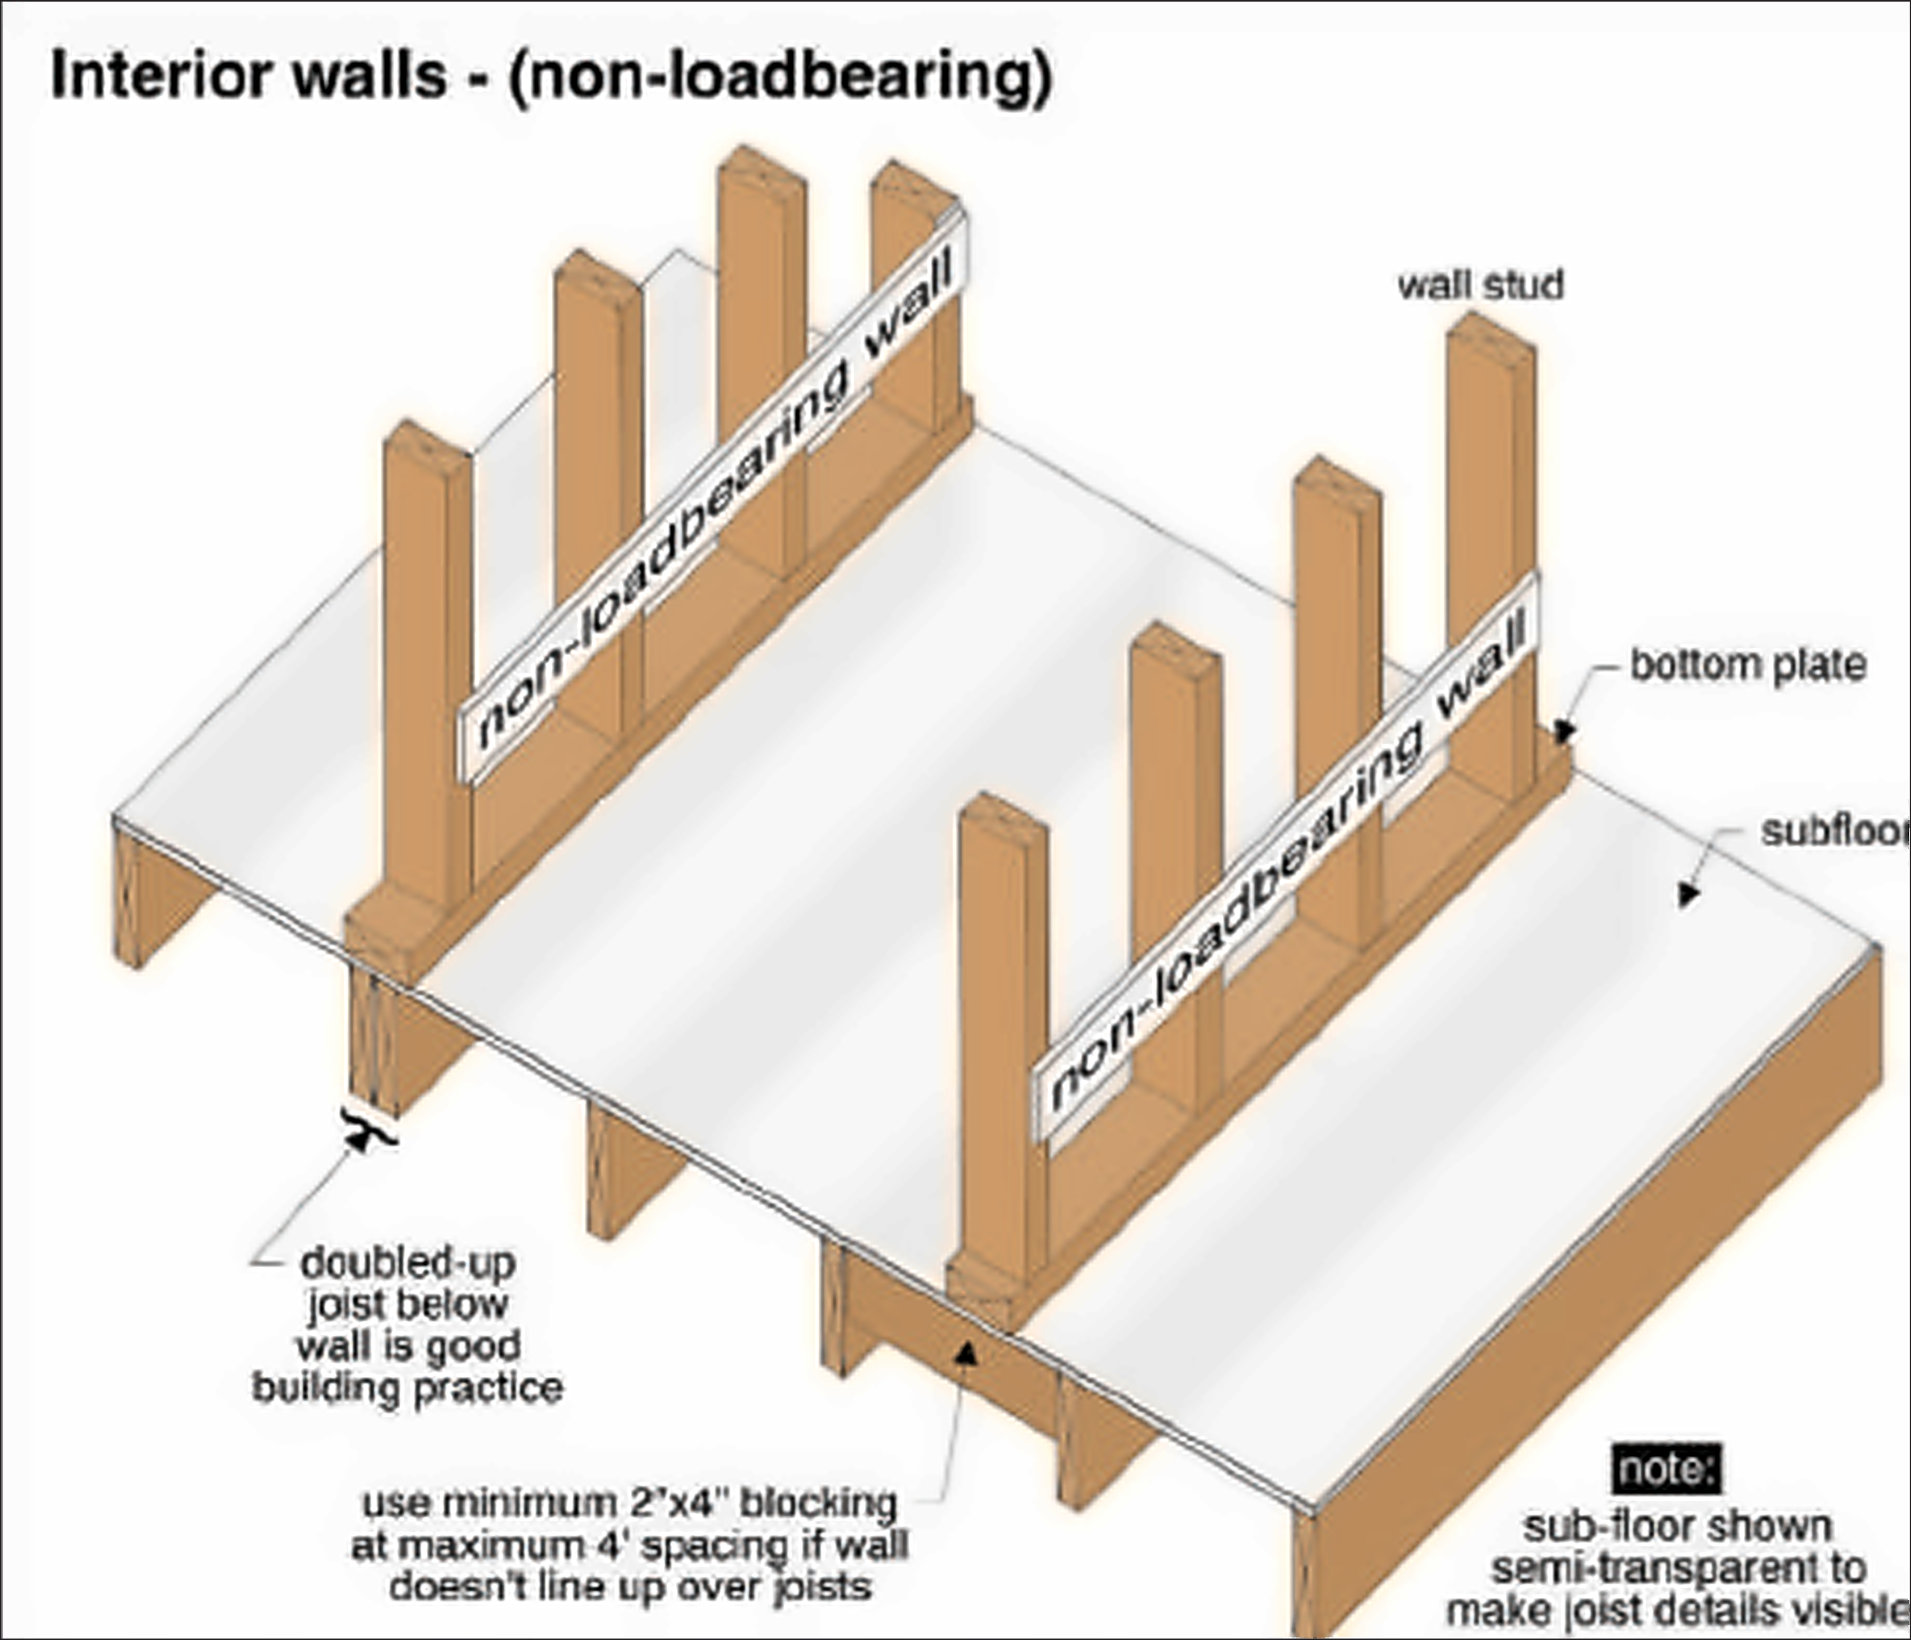 Interior walls - (non-loadbearing)
non-loadbearing wall
wall stud
non-loadbearing wall
bottom plate
subfloor
doubled-up
joist below
wall is good
building practice
use minimum 2"x4" blocking
at maximum 4' spacing if wall
doesn't line up over joists
note:
sub-floor shown
semi-transparent to
make joist details visible